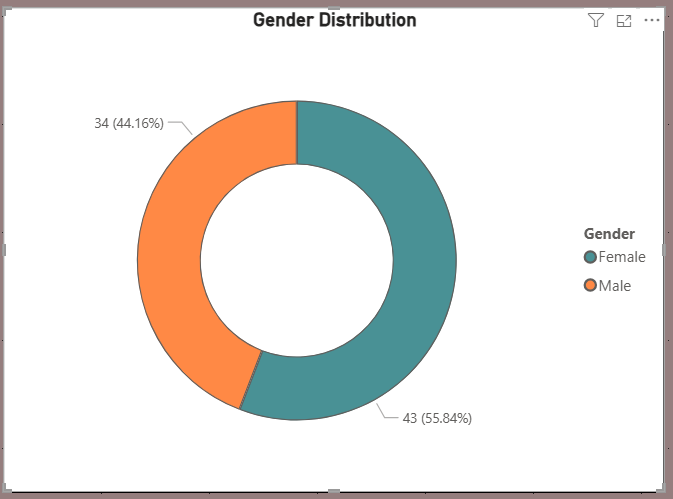 Gender Distribution
34 (44.16%)
Gender
Female
Male
43 (55.84%)